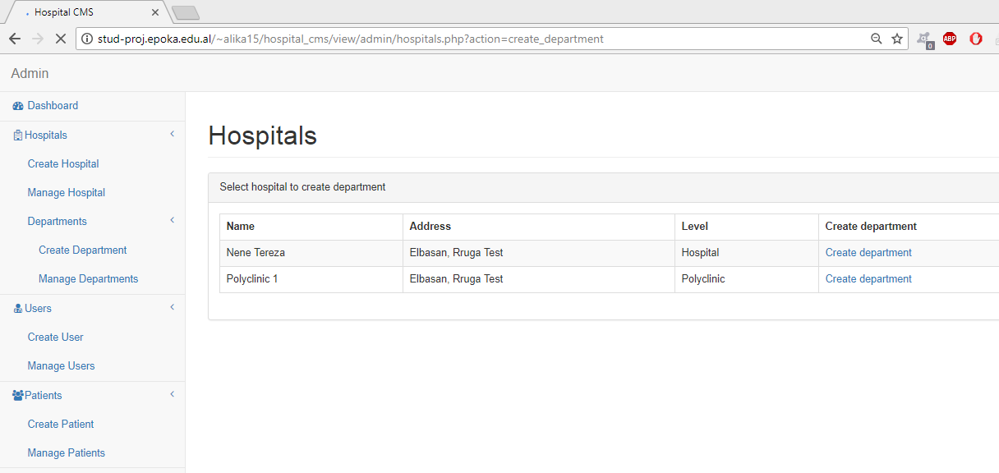 Hospital CMS
stud-proj.epoka.edu.al/~alika15/hospital_cms/view/admin/hospitals.php?action=create_department
0
ABP
Admin
Dashboard
Hospitals
Create Hospital
Manage Hospital
Departments
Create Department
Manage Departments
Users
Create User
Manage Users
Patients
Create Patient
Manage Patients
Hospitals
Select hospital to create department
Name Address Level Create department
Nene Tereza Elbasan, Rruga Test Hospital Create department
Polyclinic 1 Elbasan, Rruga Test Polyclinic Create department